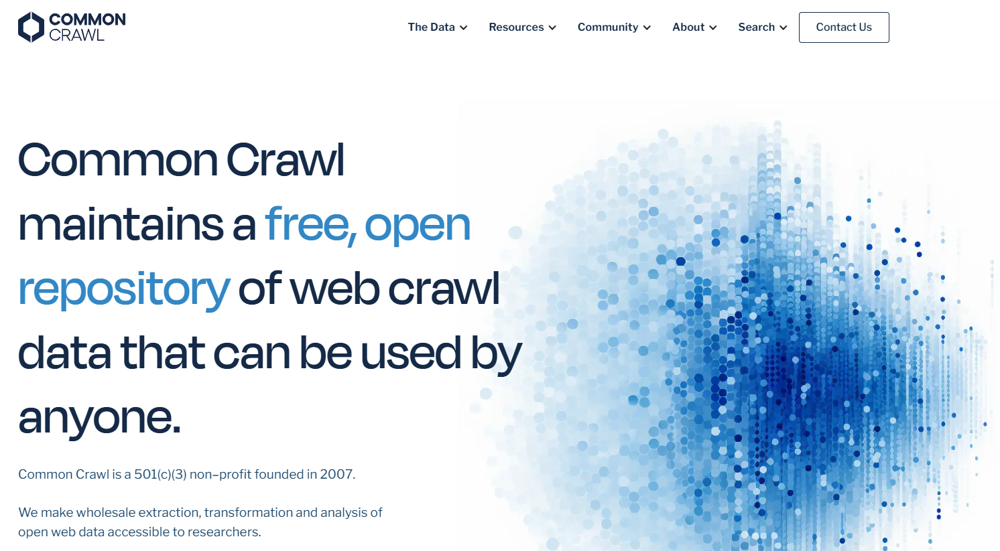 COMMON
CRAWL
The Data
Resources
Community
About
Search
Contact Us
Common Crawl
maintains a free, open
repository of web crawl
data that can be used by
anyone.
Common Crawl is a 501(c)(3) non–profit founded in 2007.
We make wholesale extraction, transformation and analysis of
open web data accessible to researchers.